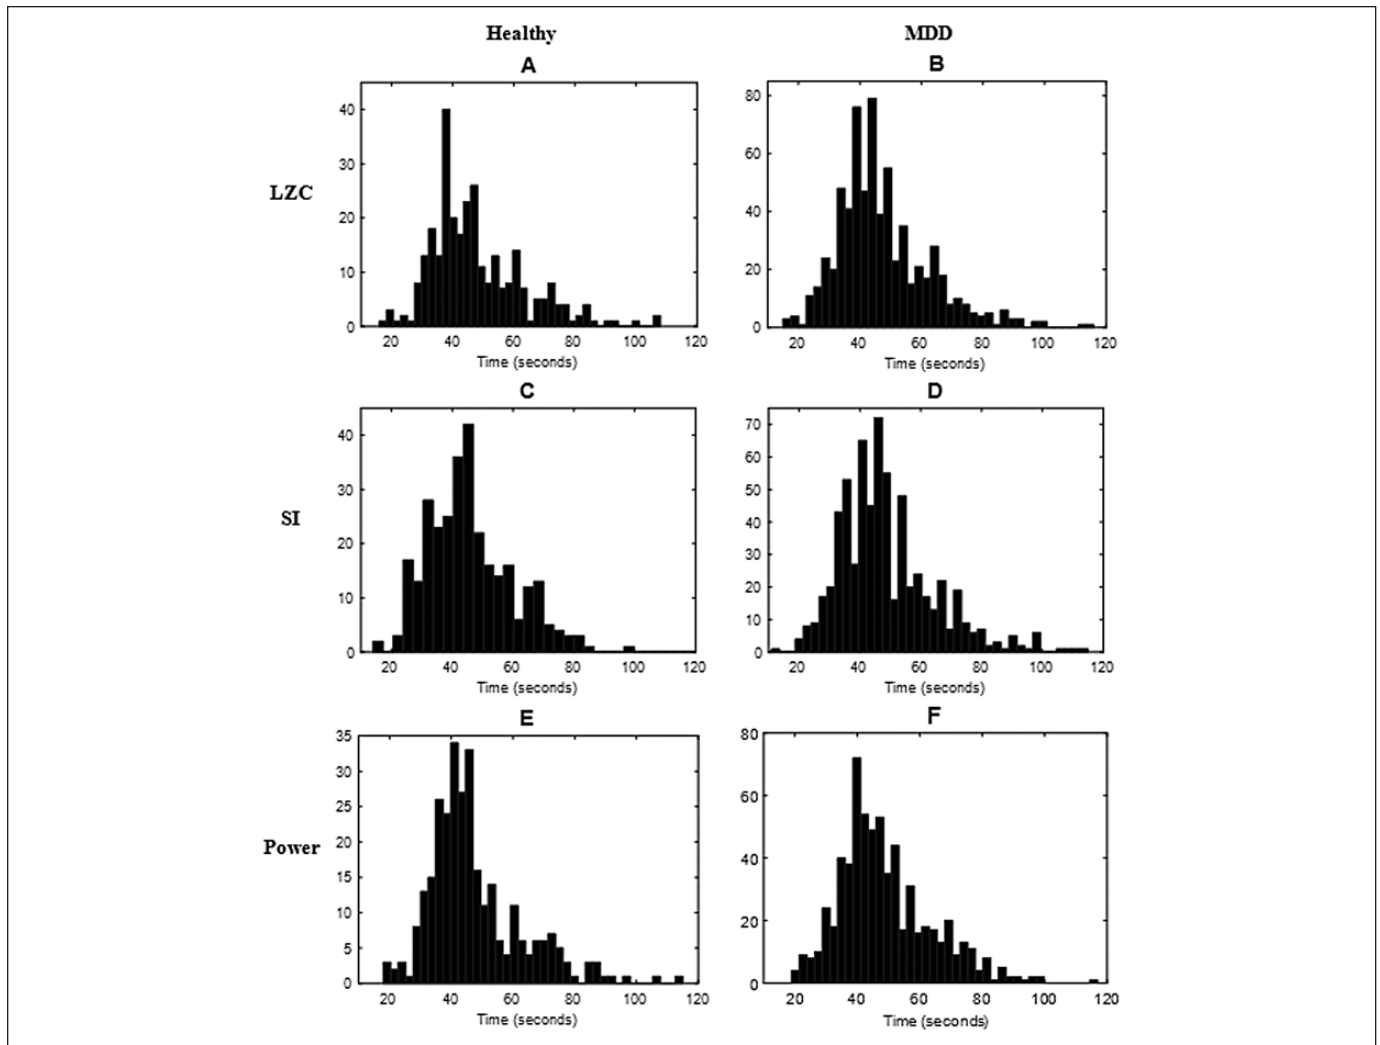 Healthy MDD
A B
40 30 20 10 0
80 60 40 20 0
LZC
20 40 60 80 100 120
20 40 60 80 100 120
Time (seconds) Time (seconds)
C D
40 30 20 10 0
70 60 50 40 30 20 10 0
SI
20 40 60 80 100 120
20 40 60 80 100 120
Time (seconds) Time (seconds)
E F
35 30 25 20 15 10 5 0
80 60 40 20 0
Power
20 40 60 80 100 120
20 40 60 80 100 120
Time (seconds) Time (seconds)